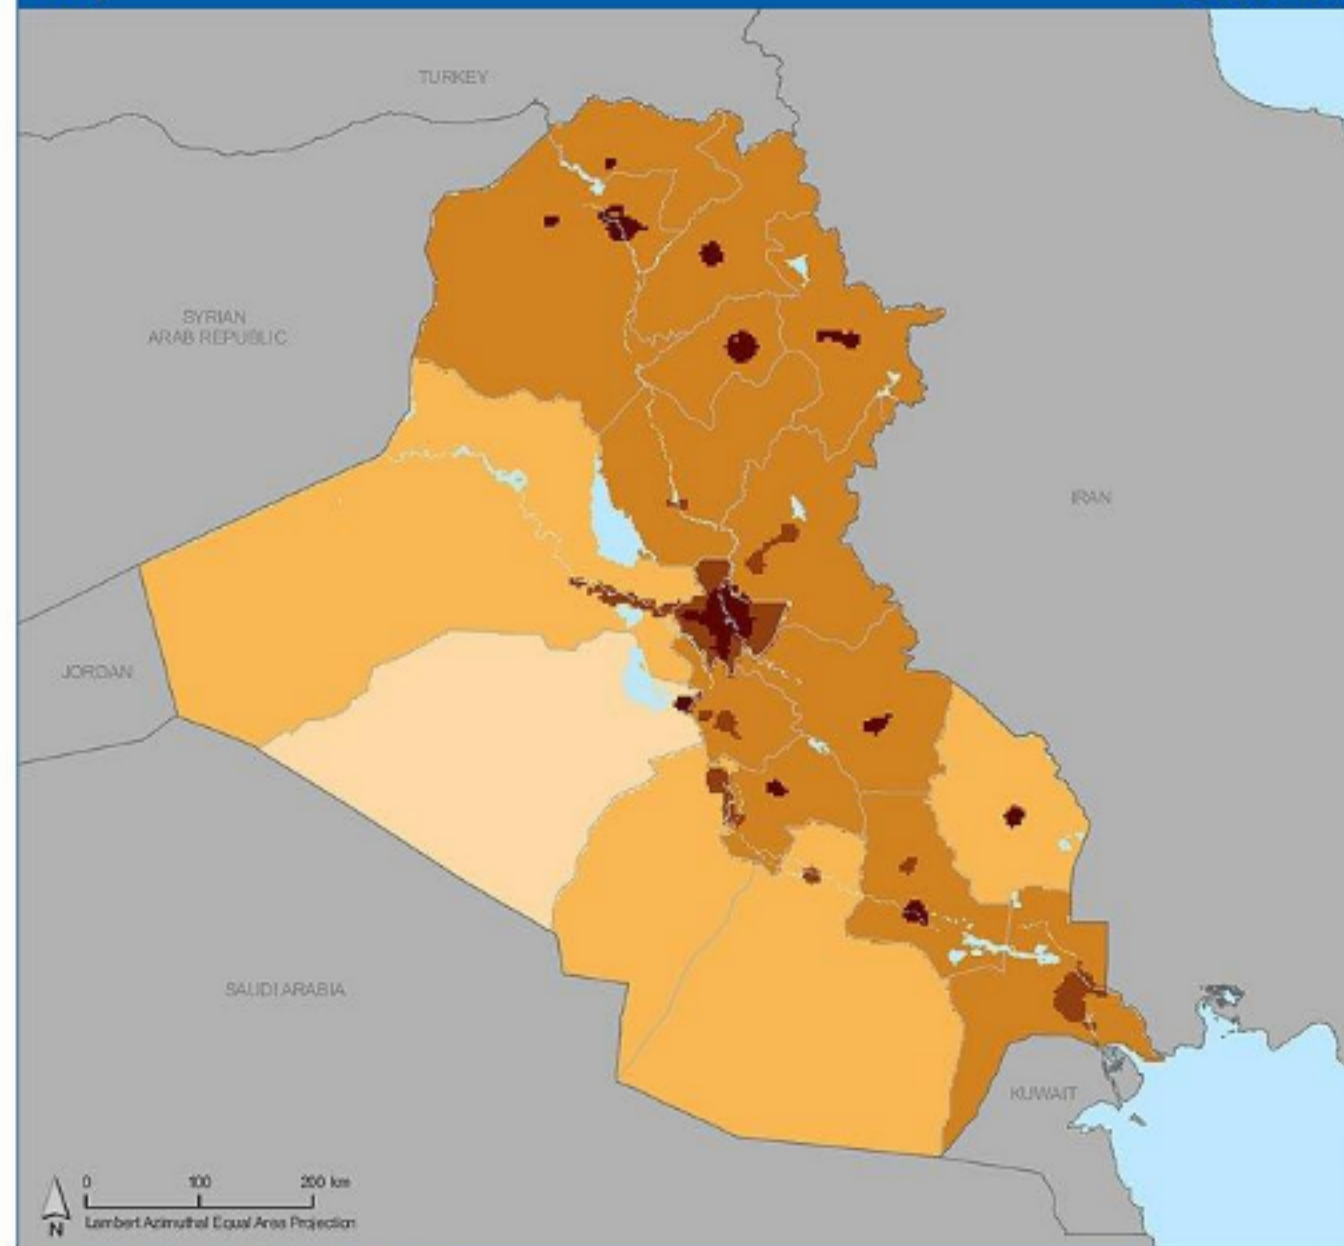 TURKEY
SYRIAN
ARAB REPUBLIC
IRAN
JORDAN
SAUDI ARABIA
KUWAIT
0 100 200 km
N
Lambert Azimuthal Equal Area Projection